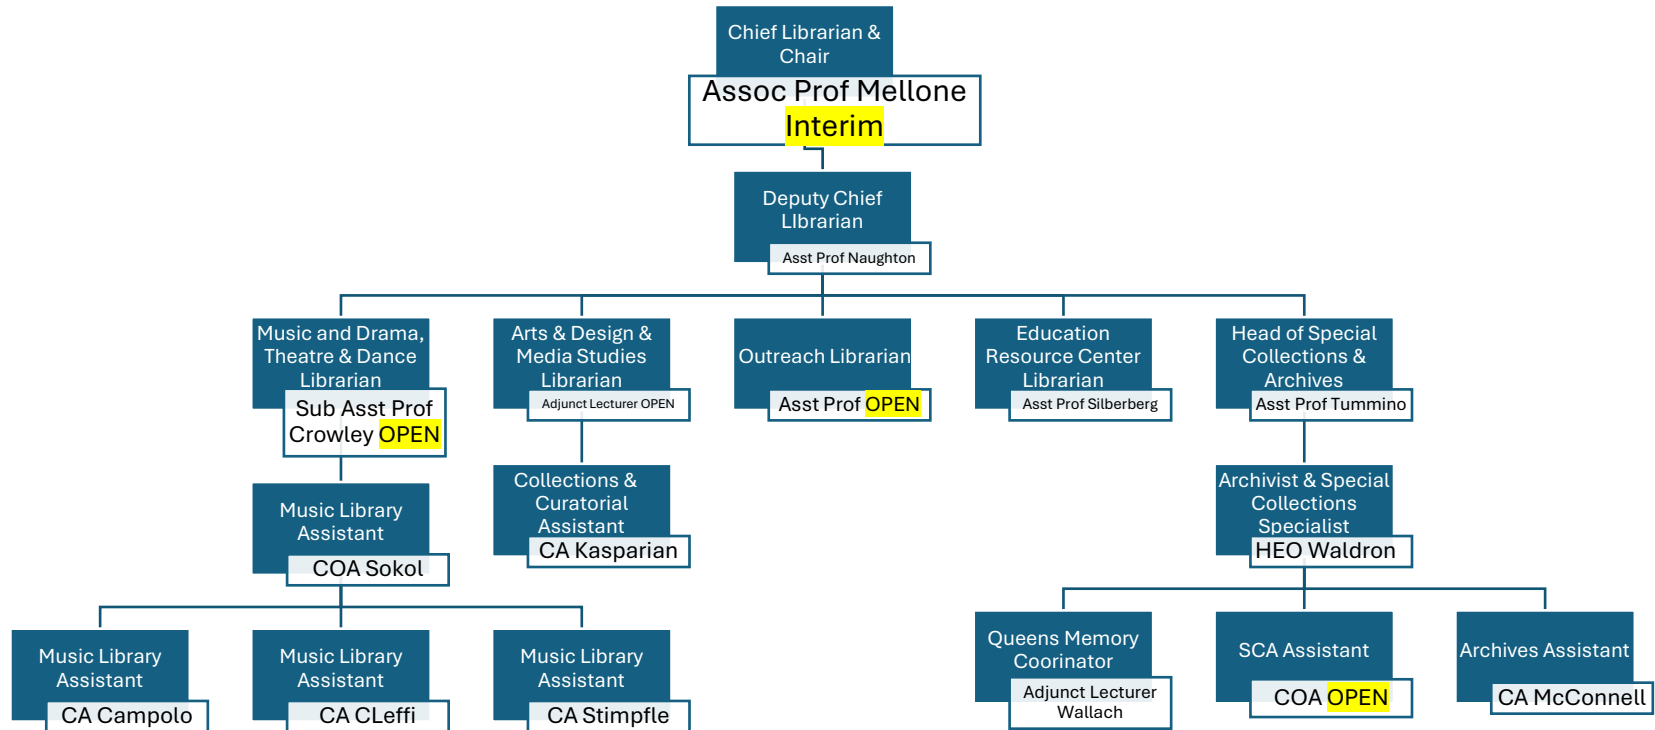 Chief Librarian &
Chair
Assoc Prof Mellone
Interim
Deputy Chief
LIbrarian
Asst Prof Naughton
Music and Drama,
Theatre & Dance
Librarian
Sub Asst Prof
Crowley OPEN
Arts & Design &
Media Studies
Librarian
Adjunct Lecturer OPEN
Outreach Librarian
Asst Prof OPEN
Education
Resource Center
Librarian
Asst Prof Silberberg
Head of Special
Collections &
Archives
Asst Prof Tummino
Music Library
Assistant
COA Sokol
Collections &
Curatorial
Assistant
CA Kasparian
Archivist & Special
Collections
Specialist
HEO Waldron
Music Library
Assistant
CA Campolo
Music Library
Assistant
CA CLeffi
Music Library
Assistant
CA Stimpfle
Queens Memory
Coorinator
Adjunct Lecturer
Wallach
SCA Assistant
COA OPEN
Archives Assistant
CA McConnell